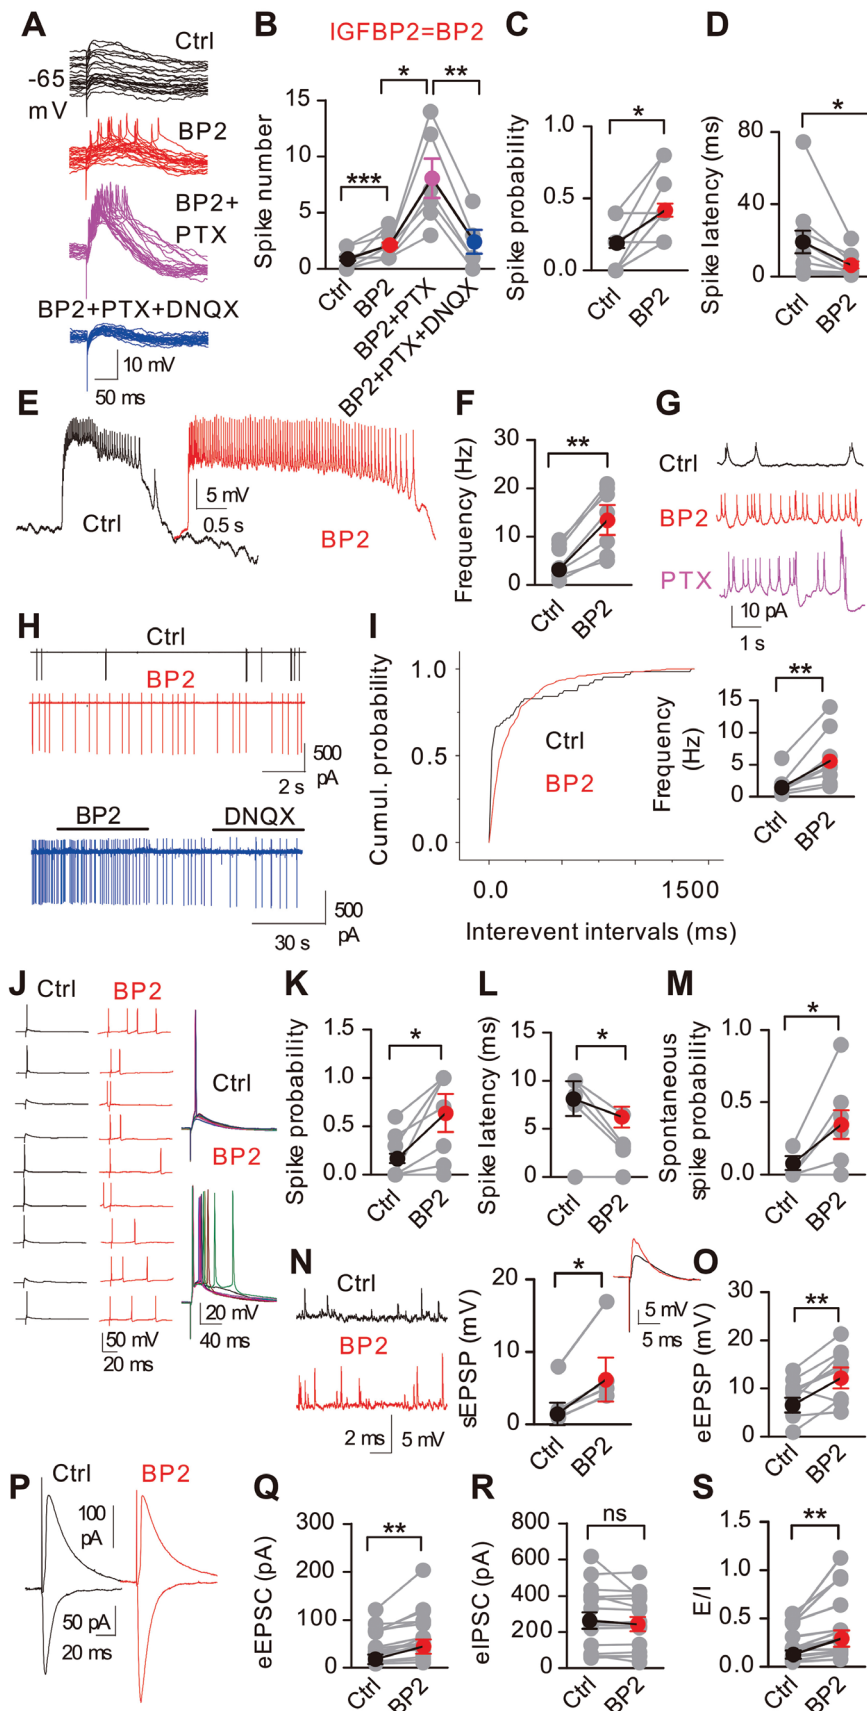 A
Ctrl
-65
mV
BP2
BP2+
PTX
BP2+PTX+DNQX
10 mV
50 ms
B
IGFBP2=BP2
*
**
***
Spike number
15
10
5
0
Ctrl
BP2
BP2+PTX
BP2+PTX+DNQX
C
*
Spike probability
1.0
0.5
0.0
Ctrl
BP2
D
*
Spike latency (ms)
80
40
0
Ctrl
BP2
E
Ctrl
5 mV
0.5 s
BP2
F
**
Frequency (Hz)
30
20
10
0
Ctrl
BP2
G
Ctrl
BP2
PTX
10 pA
1 s
**
Frequency
(Hz)
15
10
5
0
Ctrl
BP2
H
Ctrl
BP2
500
pA
2 s
BP2
DNQX
500
pA
30 s
I
Cumul. probability
1.0
0.5
0.0
Ctrl
BP2
0.0
1500
Interevent intervals (ms)
J
Ctrl
BP2
Ctrl
BP2
50 mV
20 ms
20 mV
40 ms
K
*
Spike probability
1.5
1.0
0.5
0.0
Ctrl
BP2
L
*
Spike latency (ms)
15
10
5
0
Ctrl
BP2
M
*
Spontaneous
spike probability
1.0
0.5
0.0
Ctrl
BP2
N
Ctrl
BP2
2 ms
5 mV
*
sEPSP (mV)
20
10
0
Ctrl
BP2
5 mV
5 ms
O
**
eEPSP (mV)
30
20
10
0
Ctrl
BP2
P
Ctrl
BP2
100
pA
50 pA
20 ms
Q
**
eEPSC (pA)
300
200
100
0
Ctrl
BP2
R
ns
eIPSC (pA)
800
600
400
200
0
Ctrl
BP2
S
**
E/I
1.5
1.0
0.5
0.0
Ctrl
BP2